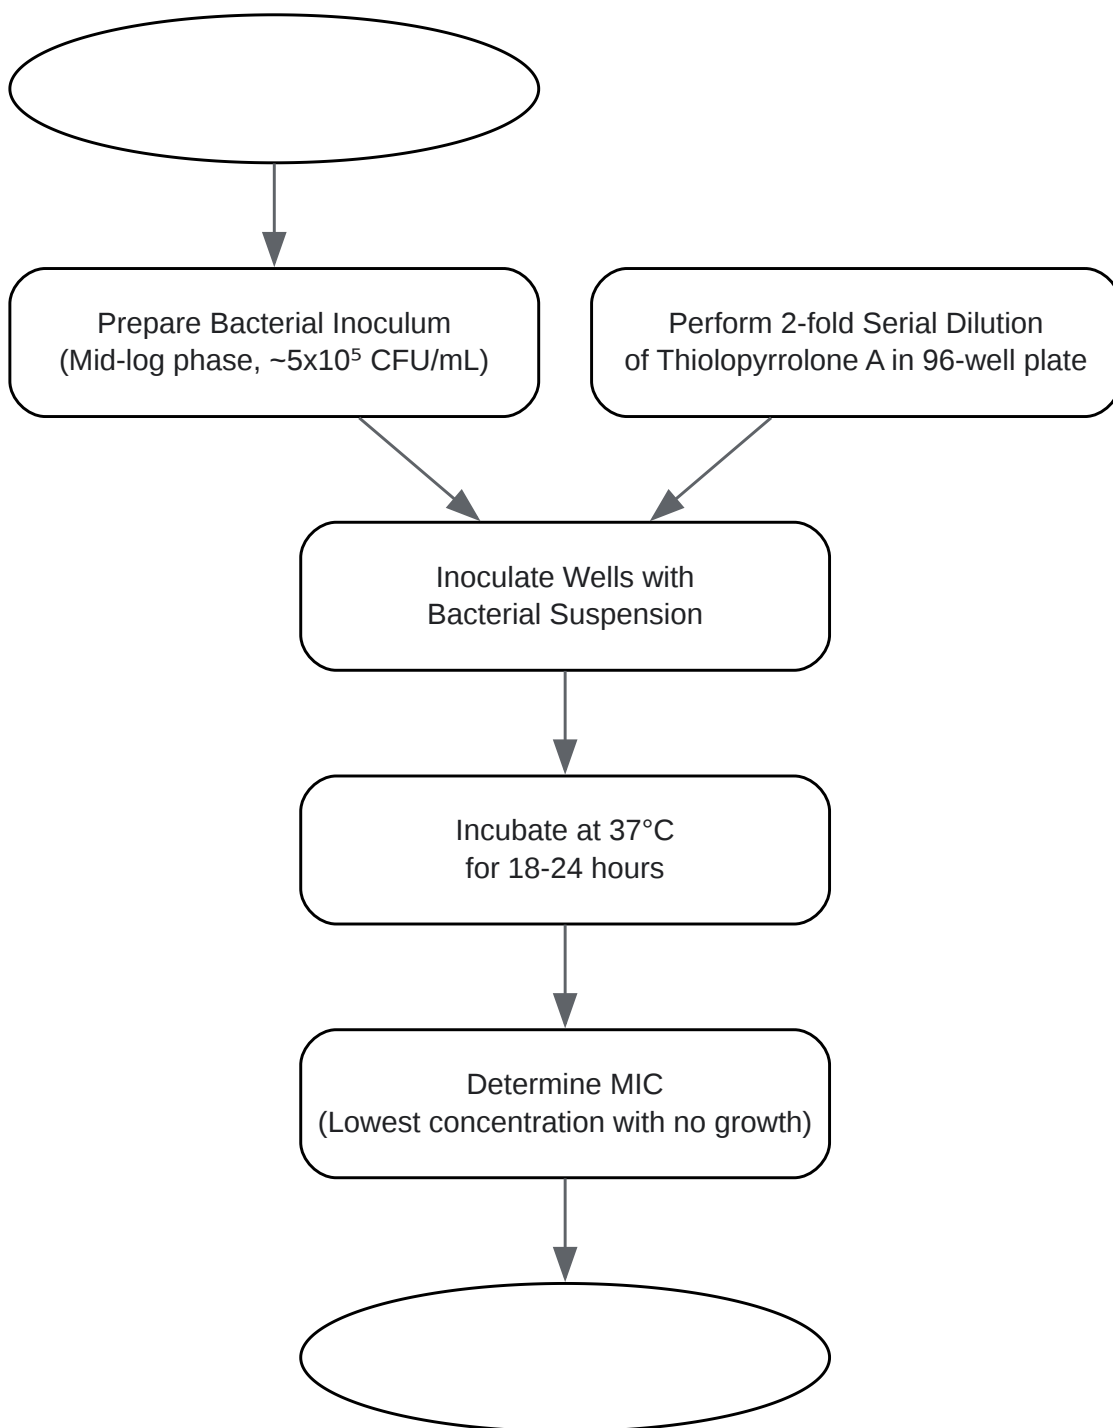 Prepare Bacterial Inoculum
(Mid-log phase, ~5x10⁵ CFU/mL)
Perform 2-fold Serial Dilution
of Thiolopyrrolone A in 96-well plate
Inoculate Wells with
Bacterial Suspension
Incubate at 37°C
for 18-24 hours
Determine MIC
(Lowest concentration with no growth)